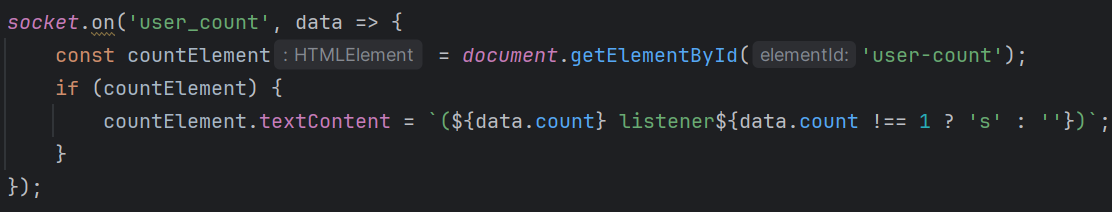 socket.on('user_count', data => {
    const countElement : HTMLElement = document.getElementById( elementId: 'user-count');
    if (countElement) {
        countElement.textContent = `(${data.count} listener${data.count !== 1 ? 's' : ''})`;
    }
});